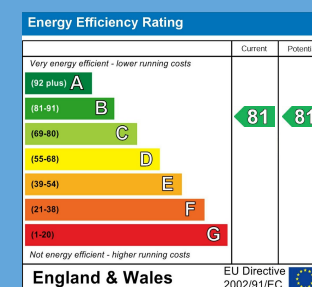 Energy Efficiency Rating
Current
Very energy efficient - lower running costs
(92 plus) A
(81-91) B
81 81
(69-80) C
(55-68) D
(39-54) E
(21-38) F
(1-20) G
Not energy efficient - higher running costs
England & Wales
EU Directive
2002/91/EC